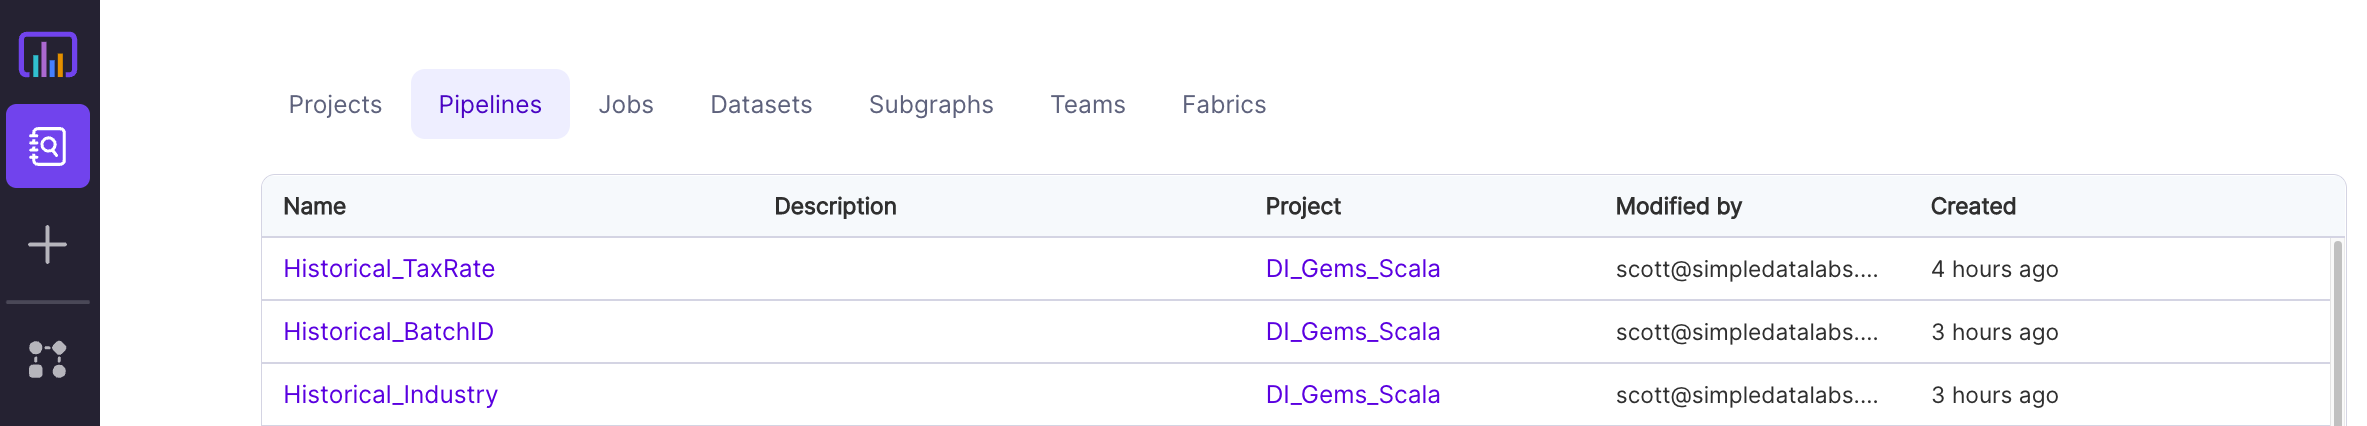 Projects Pipelines Jobs Datasets Subgraphs Teams Fabrics
Name Description Project Modified by Created
Historical_TaxRate DI_Gems_Scala scott@simpledatalabs.... 4 hours ago
Historical_BatchID DI_Gems_Scala scott@simpledatalabs.... 3 hours ago
Historical_Industry DI_Gems_Scala scott@simpledatalabs.... 3 hours ago